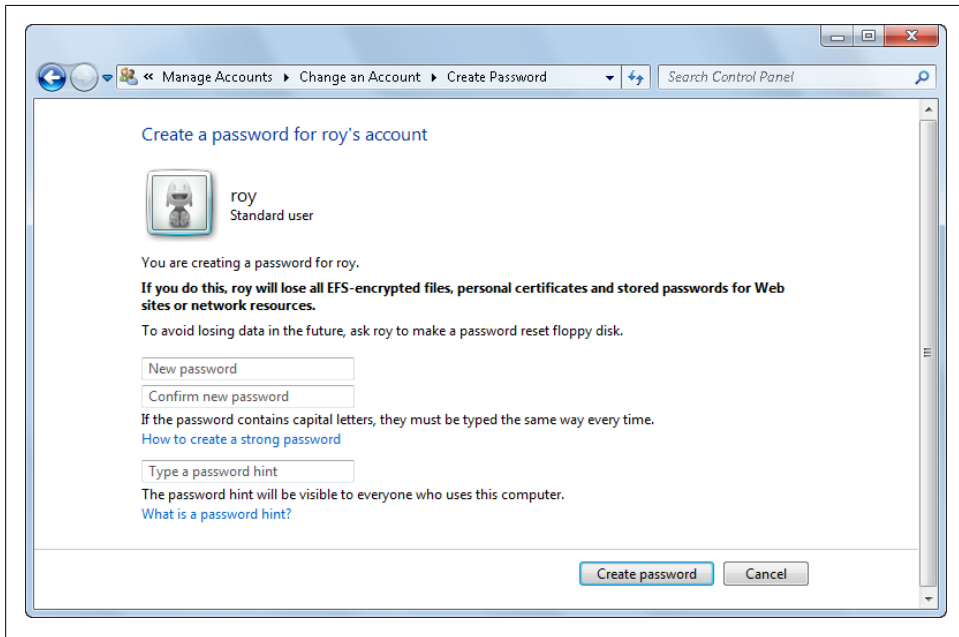 « Manage Accounts ▸ Change an Account ▸ Create Password
Search Control Panel
Create a password for roy's account
roy
Standard user
You are creating a password for roy.
If you do this, roy will lose all EFS-encrypted files, personal certificates and stored passwords for Web
sites or network resources.
To avoid losing data in the future, ask roy to make a password reset floppy disk.
New password
Confirm new password
If the password contains capital letters, they must be typed the same way every time.
How to create a strong password
Type a password hint
The password hint will be visible to everyone who uses this computer.
What is a password hint?
Create password
Cancel